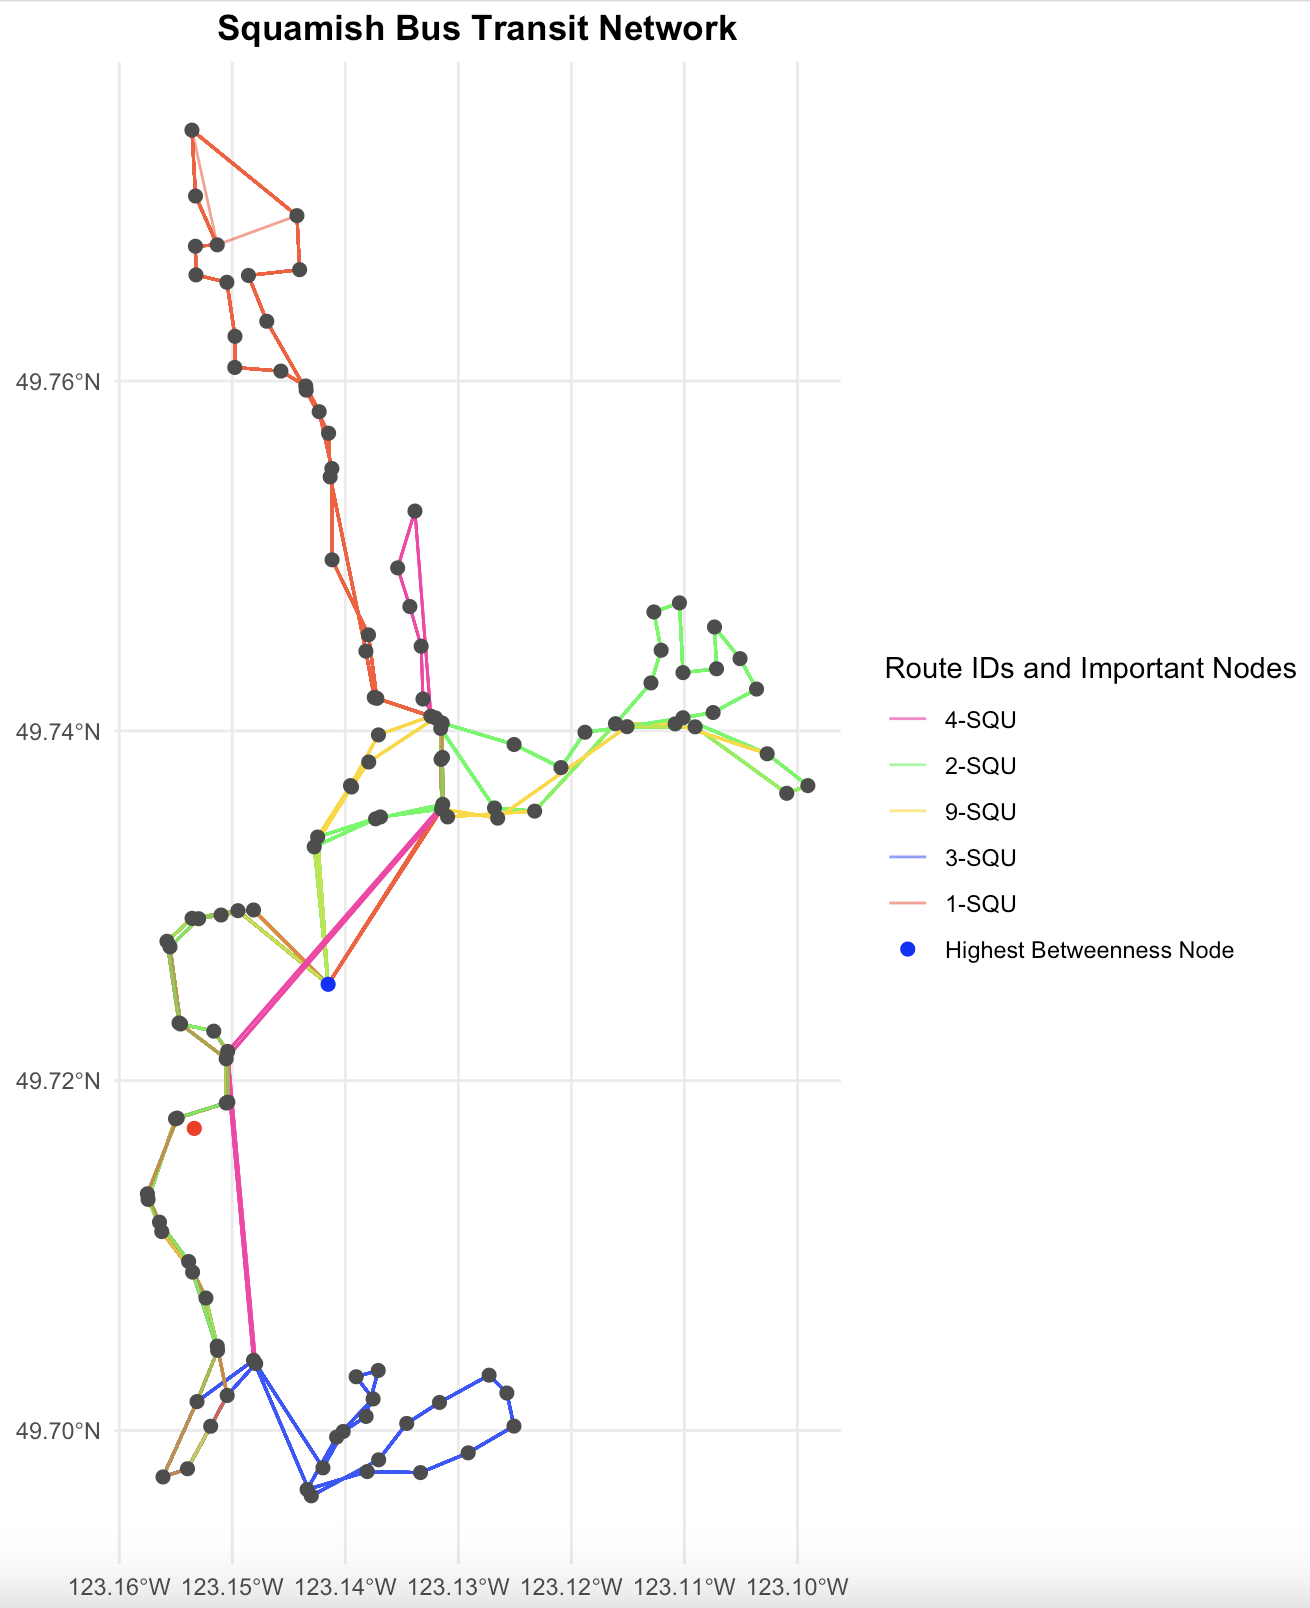 Squamish Bus Transit Network
49.76°N
49.74°N
49.72°N
49.70°N
123.16°W 123.15°W 123.14°W 123.13°W 123.12°W 123.11°W 123.10°W
Route IDs and Important Nodes
4-SQU
2-SQU
9-SQU
3-SQU
1-SQU
Highest Betweenness Node